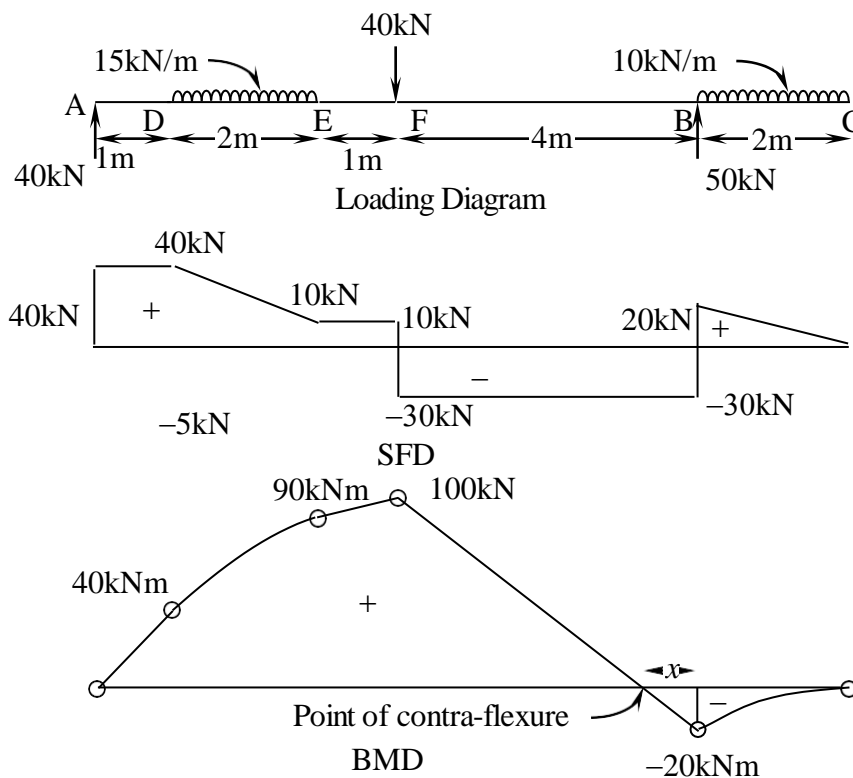 40kN
15kN/m 10kN/m
A D E F B C
1m 2m 1m 4m 2m
40kN 50kN
Loading Diagram
40kN
40kN + 10kN 10kN 20kN +
−
−5kN −30kN −30kN
SFD
90kNm 100kN
40kNm
+
x
Point of contra-flexure −
BMD −20kNm